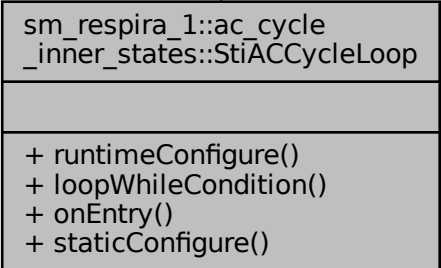 sm_respira_1::ac_cycle
_inner_states::StiACCycleLoop
+ runtimeConfigure()
+ loopWhileCondition()
+ onEntry()
+ staticConfigure()